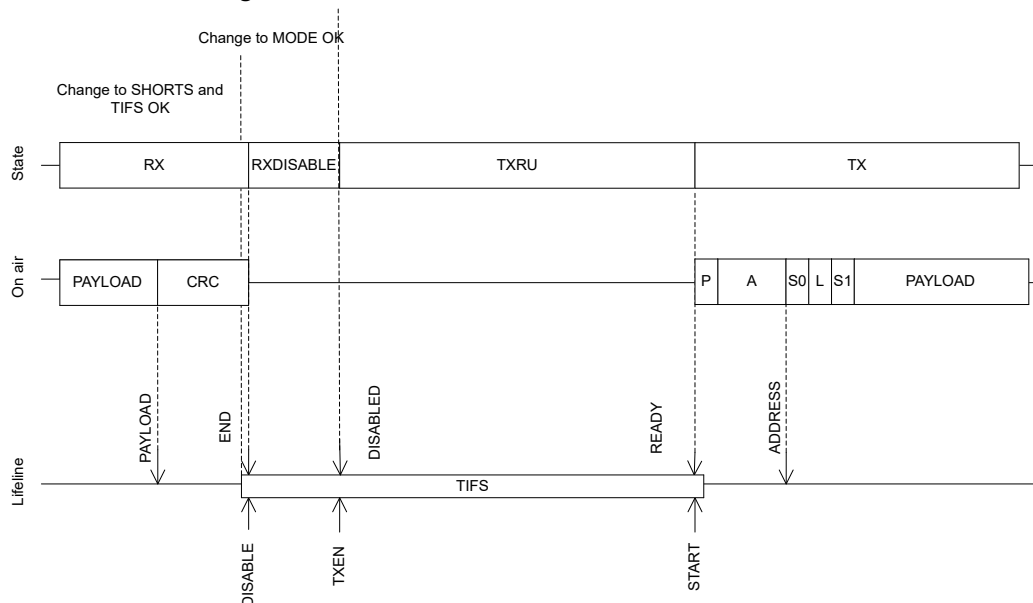 Change to MODE OK
Change to SHORTS and
TIFS OK
State
RX
RXDISABLE
TXRU
TX
On air
PAYLOAD
CRC
P
A
S0
L
S1
PAYLOAD
PAYLOAD
END
DISABLED
READY
ADDRESS
Lifeline
TIFS
DISABLE
TXEN
START